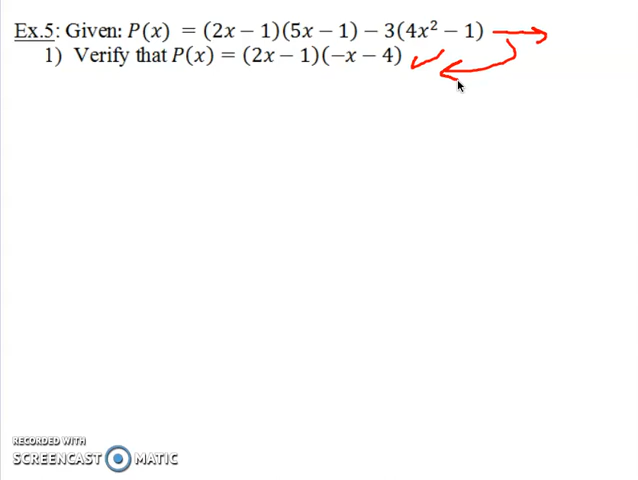 Ex.5: Given: P(x) = (2x − 1)(5x − 1) − 3(4x² − 1)
1) Verify that P(x) = (2x − 1)(−x − 4)
RECORDED WITH
SCREENCAST MATIC